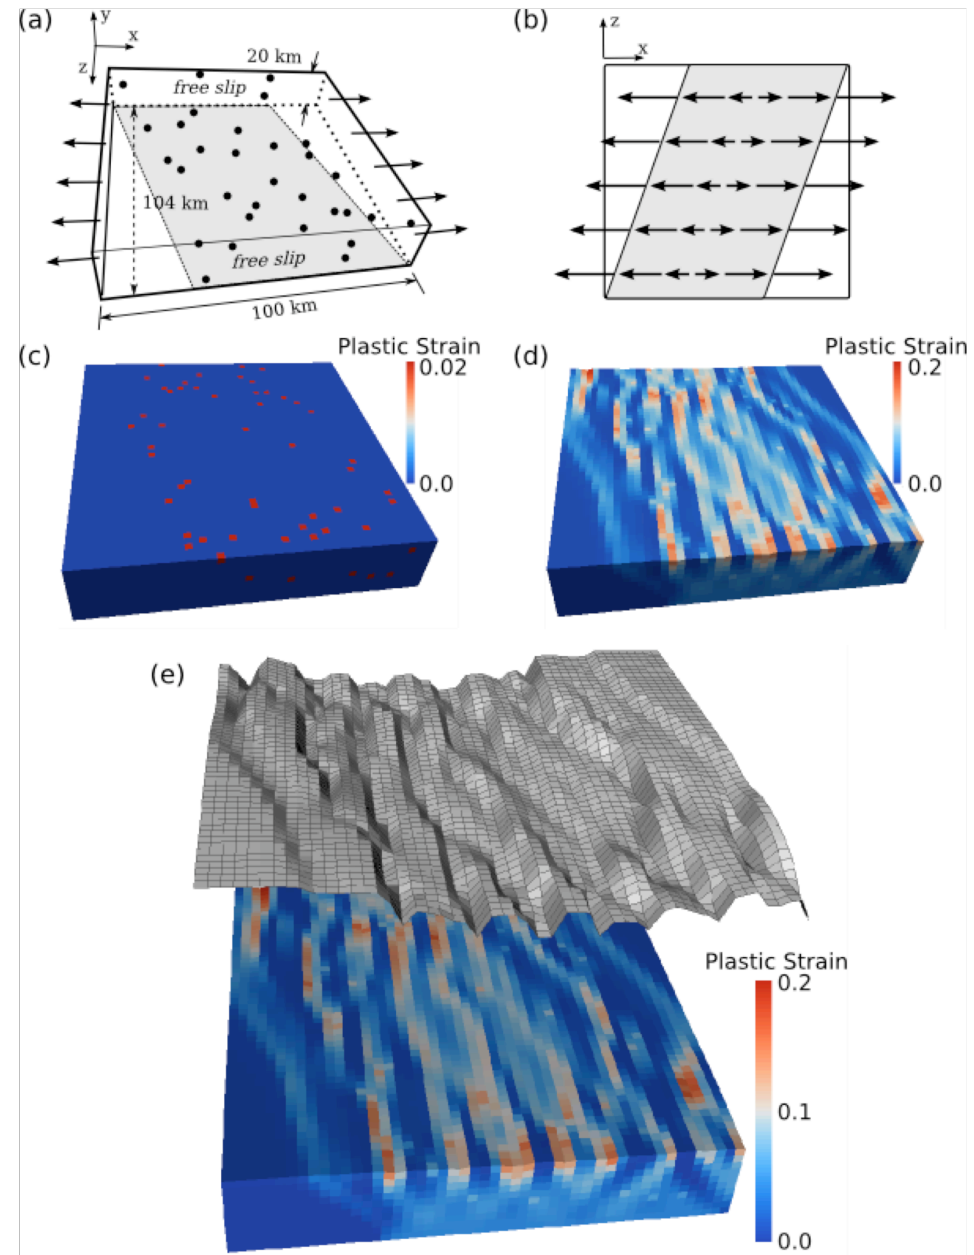 (a)
y
x
z
20 km
free slip
104 km
free slip
100 km
(b)
z
x
(c)
Plastic Strain
0.02
0.0
(d)
Plastic Strain
0.2
0.0
(e)
Plastic Strain
0.2
0.1
0.0